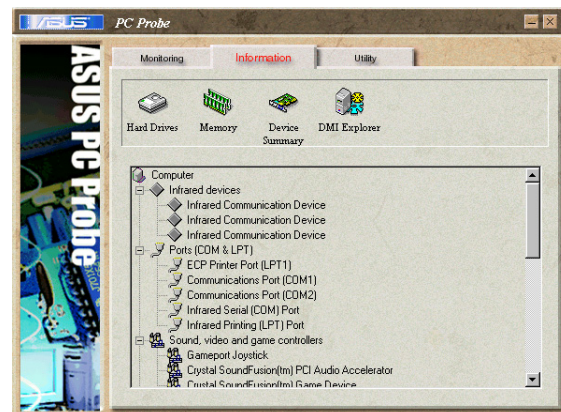 ASUS PC Probe
ASUS PC Probe
Monitoring Information Utility
Hard Drives Memory Device Summary DMI Explorer
Computer
Infrared devices
Infrared Communication Device
Infrared Communication Device
Infrared Communication Device
Ports (COM & LPT)
ECP Printer Port (LPT1)
Communications Port (COM1)
Communications Port (COM2)
Infrared Serial (COM) Port
Infrared Printing (LPT) Port
Sound, video and game controllers
Gameport Joystick
Crystal SoundFusion(tm) PCI Audio Accelerator
Crystal SoundFusion(tm) Game Device